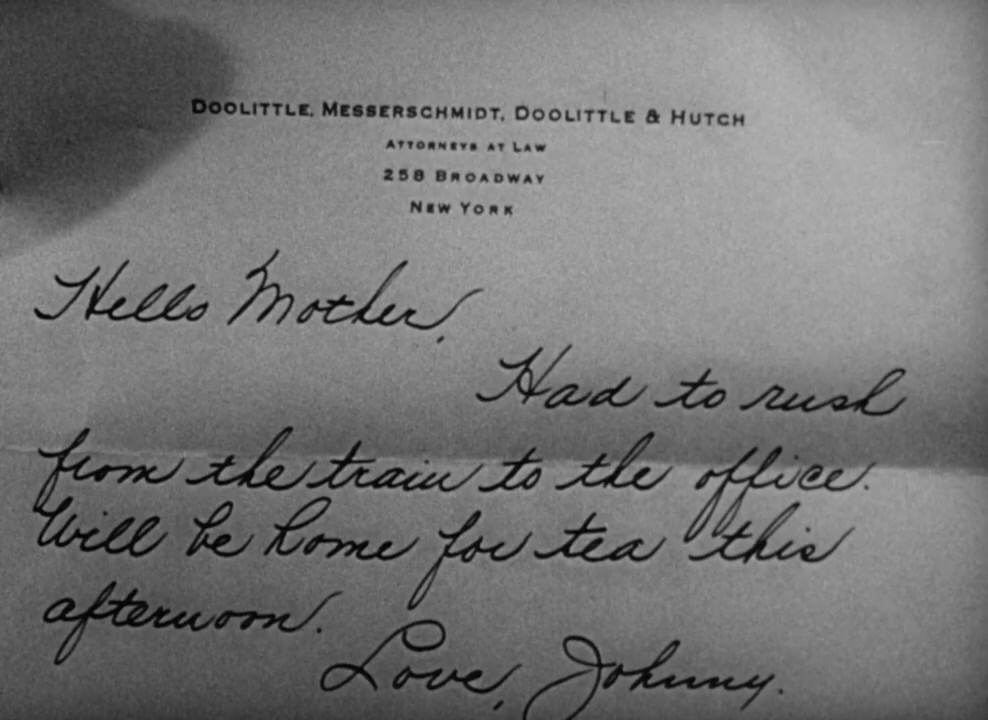 DOOLITTLE, MESSERSCHMIDT, DOOLITTLE & HUTCH
ATTORNEYS AT LAW
258 BROADWAY
NEW YORK
Hello Mother,
Had to rush
from the train to the office.
Will be home for tea this
afternoon.
Love, Johnny.